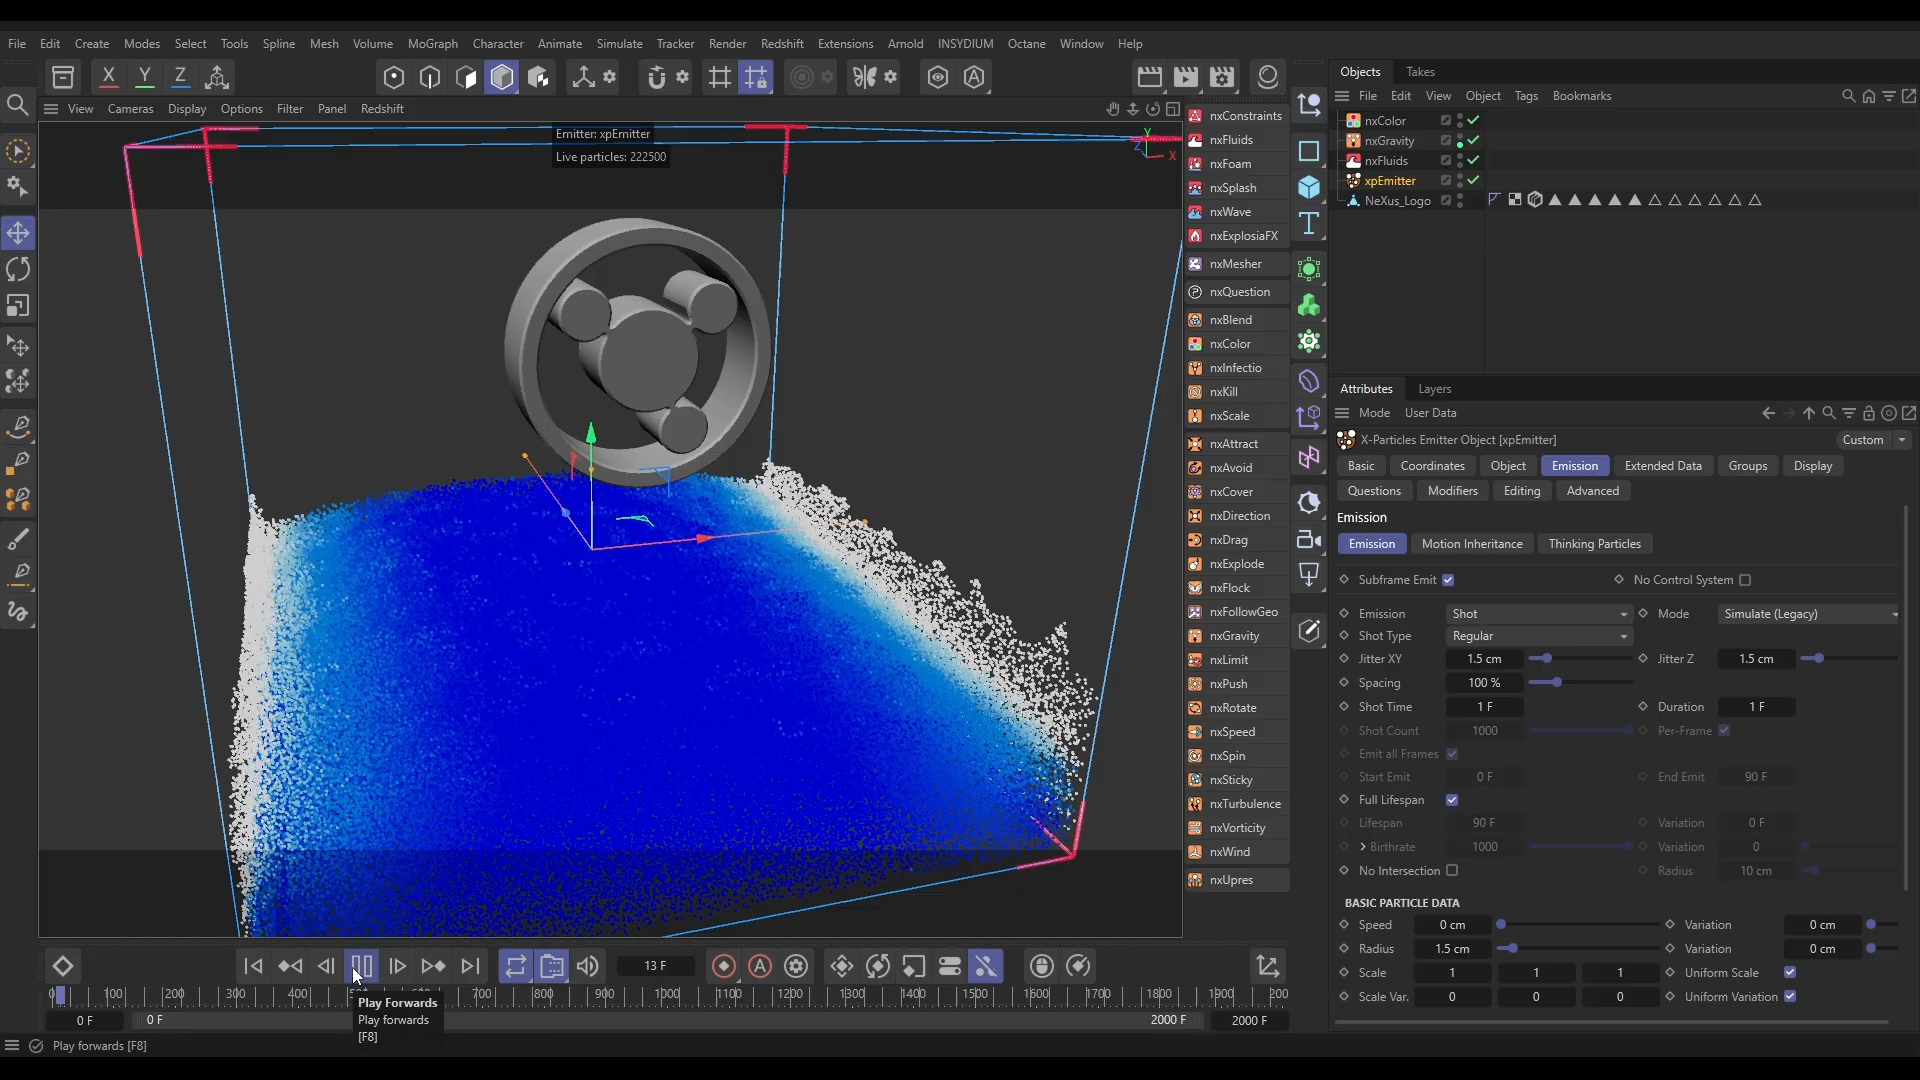 File Edit Create Modes Select Tools Spline Mesh Volume MoGraph Character Animate Simulate Tracker Render Redshift Extensions Arnold INSYDIUM Octane Window Help
X Y Z
View Cameras Display Options Filter Panel Redshift
Emitter: xpEmitter
Live particles: 222500
Y
Z X
nxConstraints
nxFluids
nxFoam
nxSplash
nxWave
nxExplosiaFX
nxMesher
nxQuestion
nxBlend
nxColor
nxInfectio
nxKill
nxScale
nxAttract
nxAvoid
nxCover
nxDirection
nxDrag
nxExplode
nxFlock
nxFollowGeo
nxGravity
nxLimit
nxPush
nxRotate
nxSpeed
nxSpin
nxSticky
nxTurbulence
nxVorticity
nxWind
nxUpres
Objects Takes
File Edit View Object Tags Bookmarks
nxColor
nxGravity
nxFluids
xpEmitter
NeXus_Logo
Attributes Layers
Mode User Data
X-Particles Emitter Object [xpEmitter] Custom
Basic Coordinates Object Emission Extended Data Groups Display
Questions Modifiers Editing Advanced
Emission
Emission Motion Inheritance Thinking Particles
Subframe Emit No Control System
Emission Shot Mode Simulate (Legacy)
Shot Type Regular
Jitter XY 1.5 cm Jitter Z 1.5 cm
Spacing 100 %
Shot Time 1 F Duration 1 F
Shot Count 1000 Per-Frame
Emit all Frames
Start Emit 0 F End Emit 90 F
Full Lifespan
Lifespan 90 F Variation 0 F
Birthrate 1000 Variation 0
No Intersection Radius 10 cm
BASIC PARTICLE DATA
Speed 0 cm Variation 0 cm
Radius 1.5 cm Variation 0 cm
Scale 1 1 1 Uniform Scale
Scale Var. 0 0 0 Uniform Variation
13 F
0 100 200 300 400 700 800 900 1000 1100 1200 1300 1400 1500 1600 1700 1800 1900 200
0 F 0 F 2000 F 2000 F
Play Forwards
Play forwards
[F8]
Play forwards [F8]